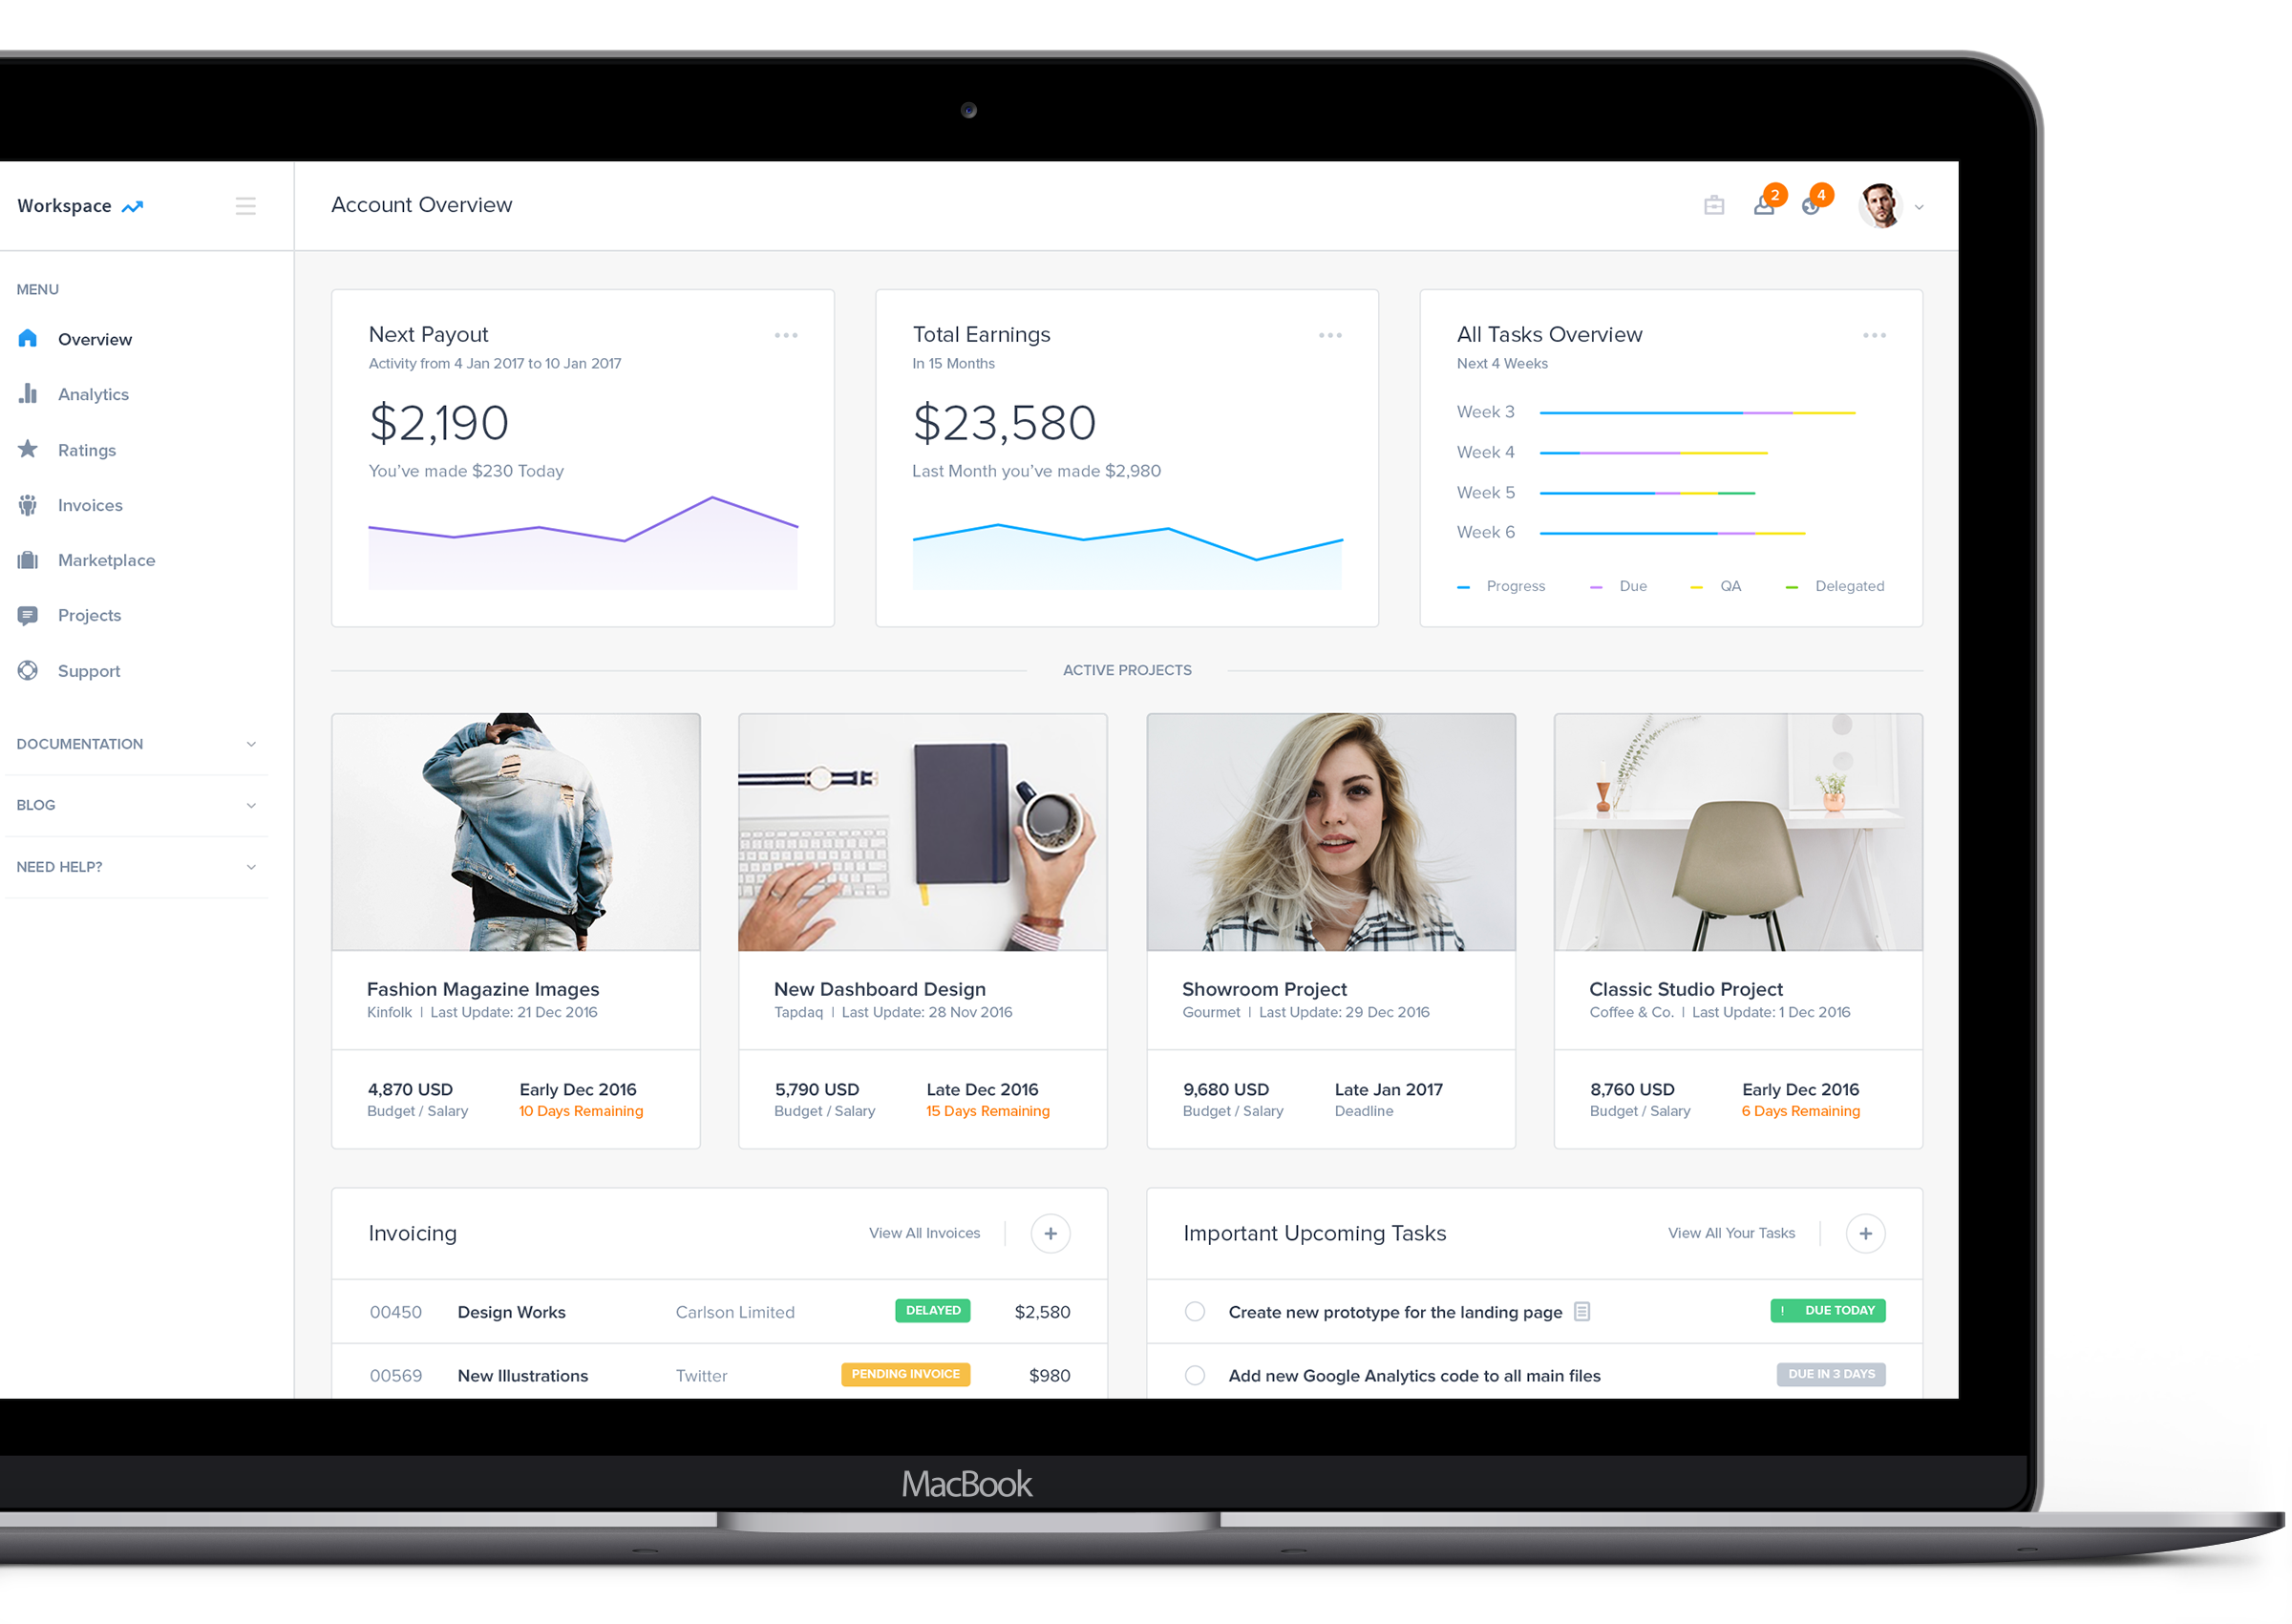 Workspace
Account Overview
2
4
MENU
Overview
Analytics
Ratings
Invoices
Marketplace
Projects
Support
DOCUMENTATION
BLOG
NEED HELP?
Next Payout
Activity from 4 Jan 2017 to 10 Jan 2017
$2,190
You've made $230 Today
Total Earnings
In 15 Months
$23,580
Last Month you've made $2,980
All Tasks Overview
Next 4 Weeks
Week 3
Week 4
Week 5
Week 6
Progress Due QA Delegated
ACTIVE PROJECTS
Fashion Magazine Images
Kinfolk | Last Update: 21 Dec 2016
4,870 USD Early Dec 2016
Budget / Salary 10 Days Remaining
New Dashboard Design
Tapdaq | Last Update: 28 Nov 2016
5,790 USD Late Dec 2016
Budget / Salary 15 Days Remaining
Showroom Project
Gourmet | Last Update: 29 Dec 2016
9,680 USD Late Jan 2017
Budget / Salary Deadline
Classic Studio Project
Coffee & Co. | Last Update: 1 Dec 2016
8,760 USD Early Dec 2016
Budget / Salary 6 Days Remaining
Invoicing View All Invoices +
00450 Design Works Carlson Limited DELAYED $2,580
00569 New Illustrations Twitter PENDING INVOICE $980
Important Upcoming Tasks View All Your Tasks +
Create new prototype for the landing page ! DUE TODAY
Add new Google Analytics code to all main files DUE IN 3 DAYS
MacBook